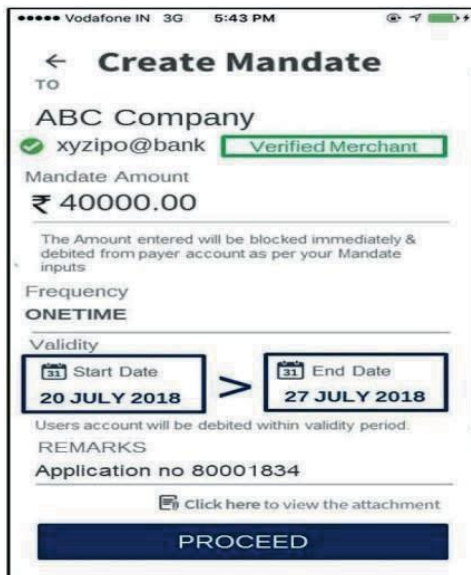 Vodafone IN 3G 5:43 PM
← Create Mandate
TO
ABC Company
xyzipo@bank Verified Merchant
Mandate Amount
₹ 40000.00
The Amount entered will be blocked immediately &
debited from payer account as per your Mandate
inputs
Frequency
ONETIME
Validity
31 Start Date > 31 End Date
20 JULY 2018 27 JULY 2018
Users account will be debited within validity period.
REMARKS
Application no 80001834
Click here to view the attachment
PROCEED